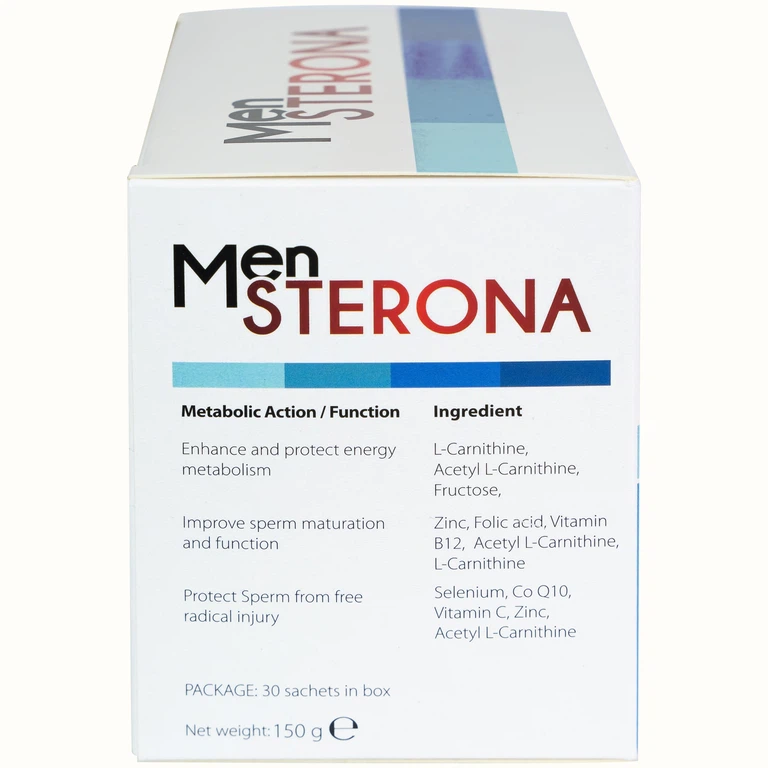 Men
STERONA
Men
STERONA
Metabolic Action / Function Ingredient
Enhance and protect energy
metabolism
L-Carnithine,
Acetyl L-Carnithine,
Fructose,
Improve sperm maturation
and function
Zinc, Folic acid, Vitamin
B12, Acetyl L-Carnithine,
L-Carnithine
Protect Sperm from free
radical injury
Selenium, Co Q10,
Vitamin C, Zinc,
Acetyl L-Carnithine
PACKAGE: 30 sachets in box
Net weight: 150 g ℮